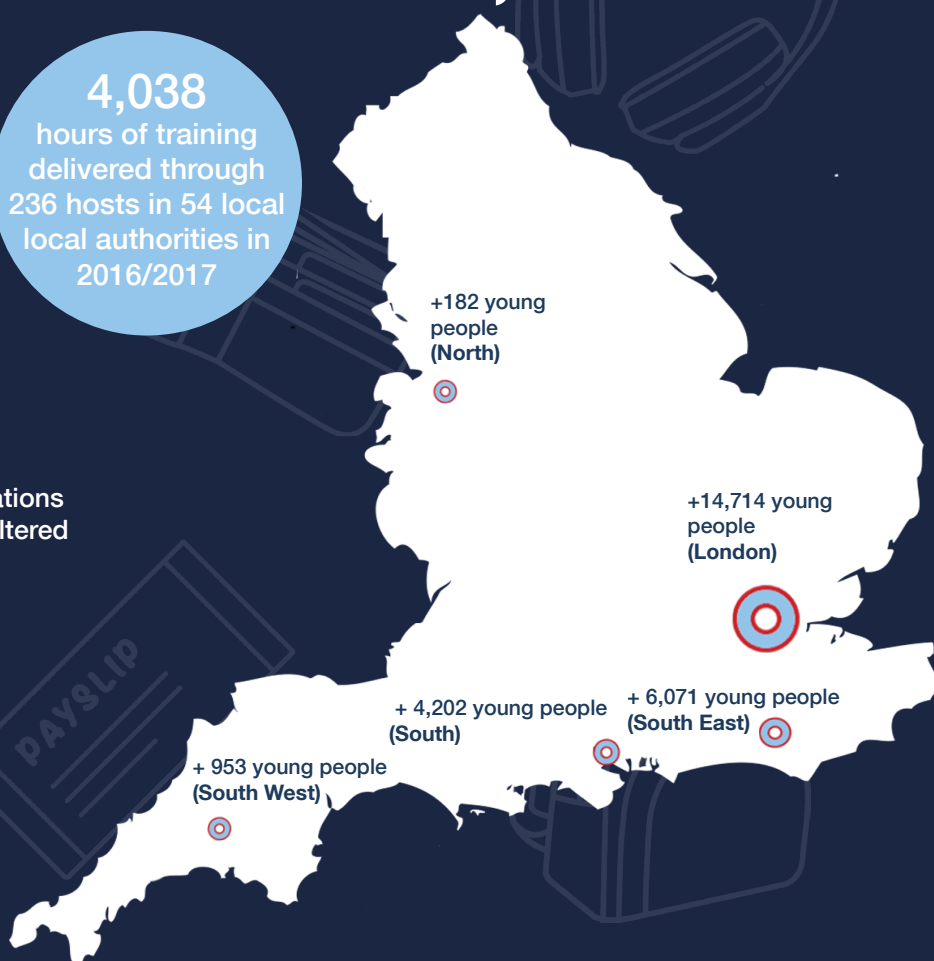 4,038
hours of training
delivered through
236 hosts in 54 local
local authorities in
2016/2017
+182 young
people
(North)
ltered
+14,714 young
people
(London)
PAYSLIP
+ 4,202 young people
(South)
+ 6,071 young people
(South East)
+ 953 young people
(South West)